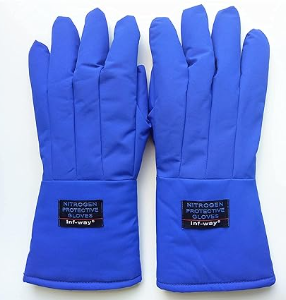 NITROGEN
PROTECTIVE
GLOVES
inf-way®
NITROGEN
PROTECTIVE
GLOVES
inf-way®